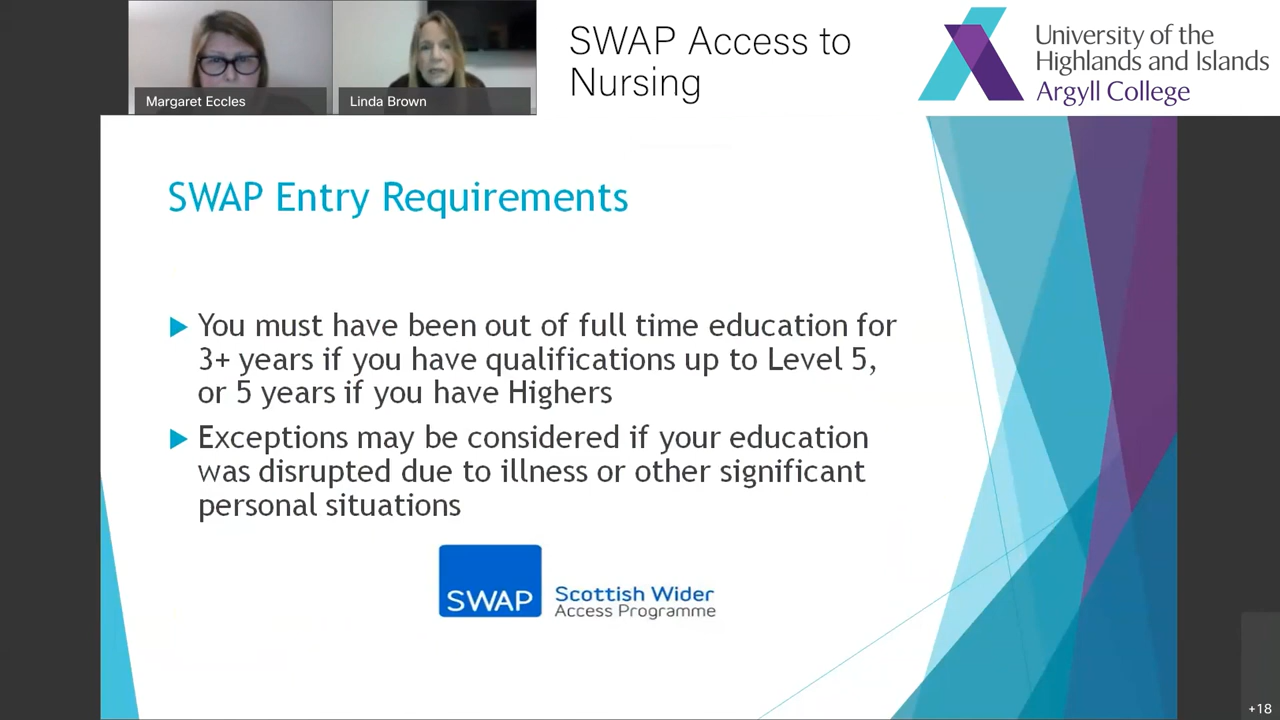 Margaret Eccles
Linda Brown
SWAP Access to
Nursing
University of the
Highlands and Islands
Argyll College
SWAP Entry Requirements
You must have been out of full time education for
3+ years if you have qualifications up to Level 5,
or 5 years if you have Highers
Exceptions may be considered if your education
was disrupted due to illness or other significant
personal situations
SWAP
Scottish Wider
Access Programme
+18